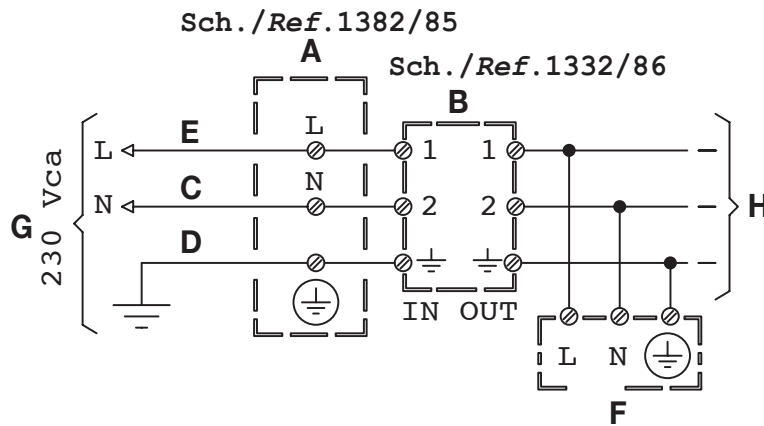 Sch./Ref.1382/85
A
Sch./Ref.1332/86
B
L
E
L
1 1
N
C
N
2 2
G
230 Vca
H
D
IN OUT
L N
F